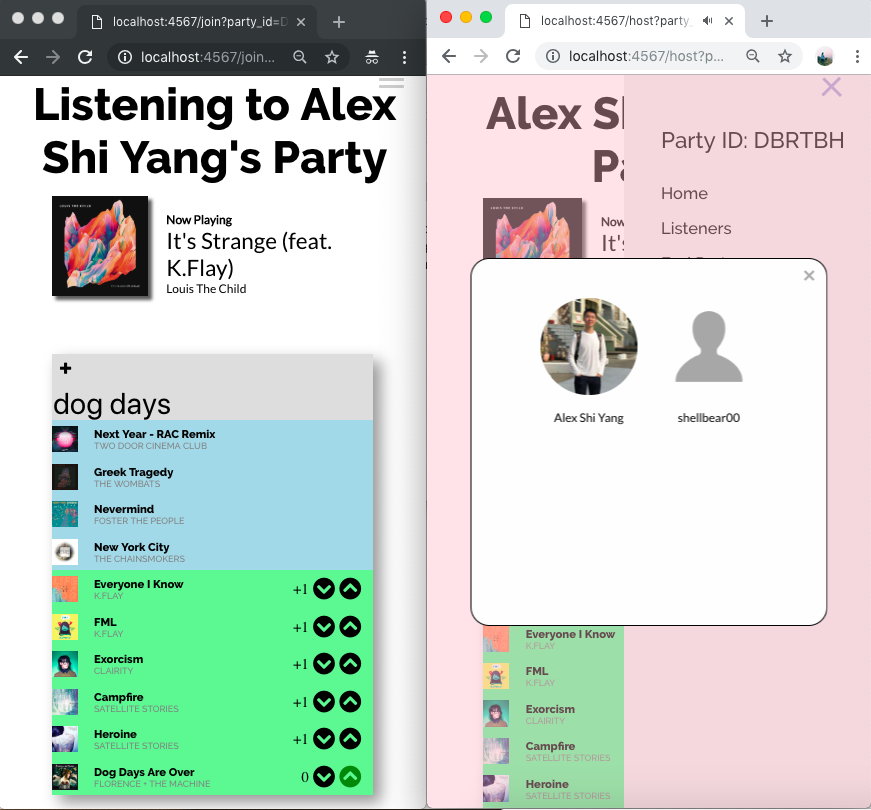 localhost:4567/join?party_id=D
localhost:4567/join...
Listening to Alex
Shi Yang's Party
LOUIS THE CHILD
Now Playing
It's Strange (feat.
K.Flay)
Louis The Child
+
dog days
Next Year - RAC Remix
TWO DOOR CINEMA CLUB
Greek Tragedy
THE WOMBATS
Nevermind
FOSTER THE PEOPLE
New York City
THE CHAINSMOKERS
Everyone I Know
K.FLAY
+1
FML
K.FLAY
+1
Exorcism
CLAIRITY
+1
Campfire
SATELLITE STORIES
+1
Heroine
SATELLITE STORIES
+1
Dog Days Are Over
FLORENCE + THE MACHINE
0
localhost:4567/host?party_
localhost:4567/host?p...
Alex Sh
Pa
LOUIS THE CHILD
Now
It's
Party ID: DBRTBH
Home
Listeners
Alex Shi Yang
shellbear00
Everyone I Know
K.FLAY
FML
K.FLAY
Exorcism
CLAIRITY
Campfire
SATELLITE STORIES
Heroine
SATELLITE STORIES